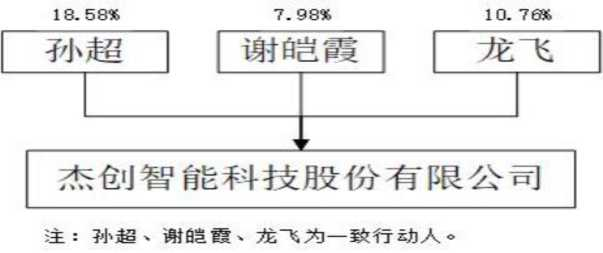 18.58% 7.98% 10.76%
孙超 谢皑霞 龙飞
杰创智能科技股份有限公司
注：孙超、谢皑霞、龙飞为一致行动人。